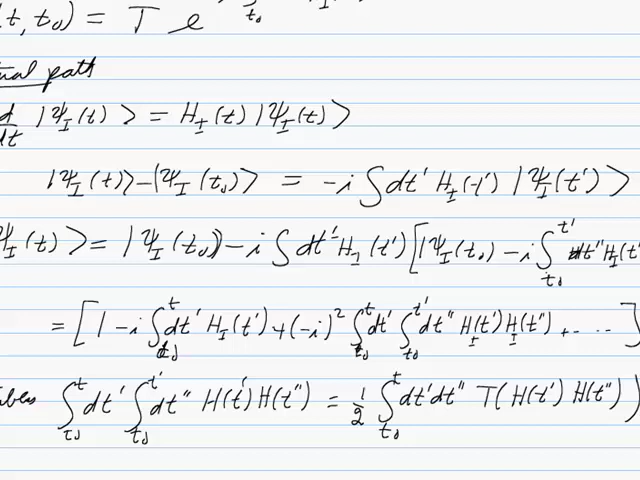 (t, t₀) = T e
t₀
ual path
d/dt |Ψ_I(t)⟩ = H_I(t) |Ψ_I(t)⟩
|Ψ_I(t)⟩ - |Ψ_I(t₀)⟩ = -i ∫ dt' H_I(t') |Ψ_I(t')⟩
Ψ_I(t)⟩ = |Ψ_I(t₀)⟩ - i ∫ dt' H_I(t') [|Ψ_I(t₀) - i ∫_{t₀}^{t'} dt'' H_I(t'
= [1 - i ∫_{t₀}^{t} dt' H_I(t') + (-i)² ∫_{t₀}^{t} dt' ∫_{t₀}^{t'} dt'' H_I(t') H_I(t'') + .. .. ]
∫_{t₀}^{t} dt' ∫_{t₀}^{t'} dt'' H(t') H(t'') = 1/2 ∫_{t₀}^{t} dt' dt'' T(H(t') H(t''))